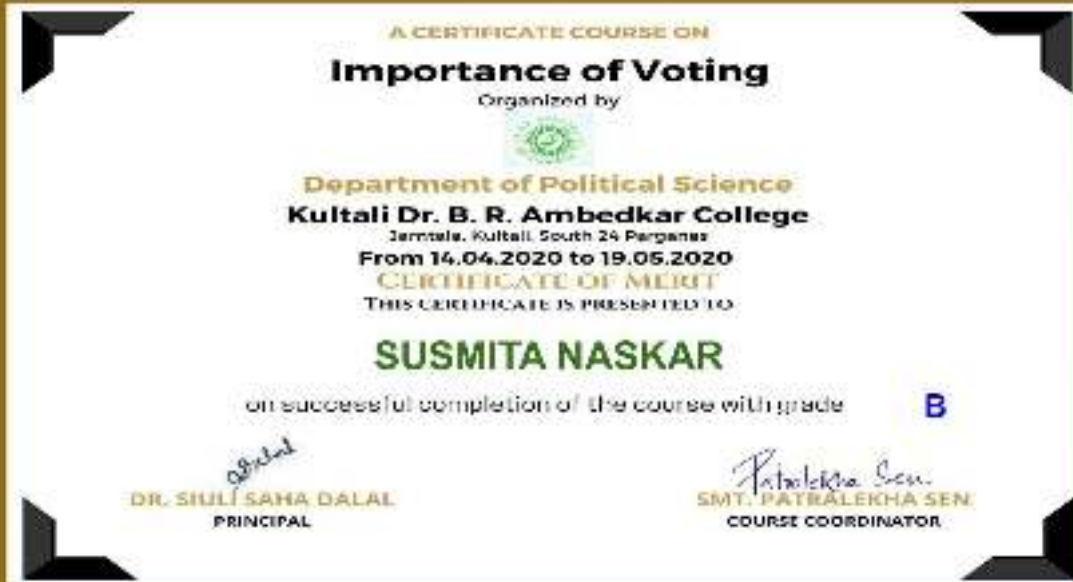 A CERTIFICATE COURSE ON
Importance of Voting
Organized by
Department of Political Science
Kultali Dr. B. R. Ambedkar College
Jamtala, Kultali, South 24 Parganas
From 14.04.2020 to 19.05.2020
CERTIFICATE OF MERIT
THIS CERTIFICATE IS PRESENTED TO
SUSMITA NASKAR
on successful completion of the course with grade B
Patralekha Sen.
DR. SIULI SAHA DALAL
SMT. PATRALEKHA SEN
PRINCIPAL
COURSE COORDINATOR